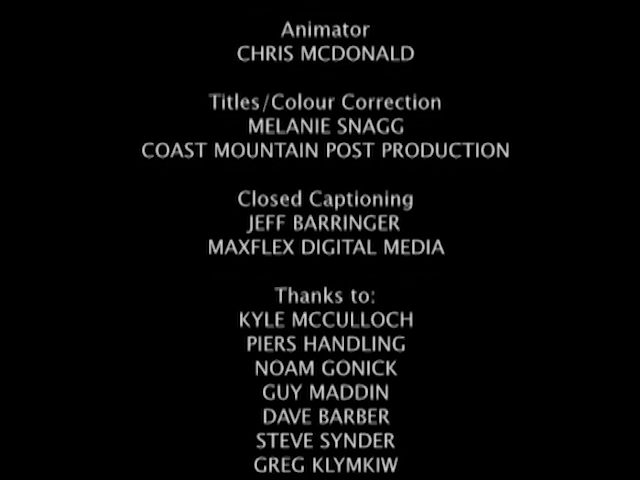 Animator
CHRIS MCDONALD
Titles/Colour Correction
MELANIE SNAGG
COAST MOUNTAIN POST PRODUCTION
Closed Captioning
JEFF BARRINGER
MAXFLEX DIGITAL MEDIA
Thanks to:
KYLE MCCULLOCH
PIERS HANDLING
NOAM GONICK
GUY MADDIN
DAVE BARBER
STEVE SYNDER
GREG KLYMKIW